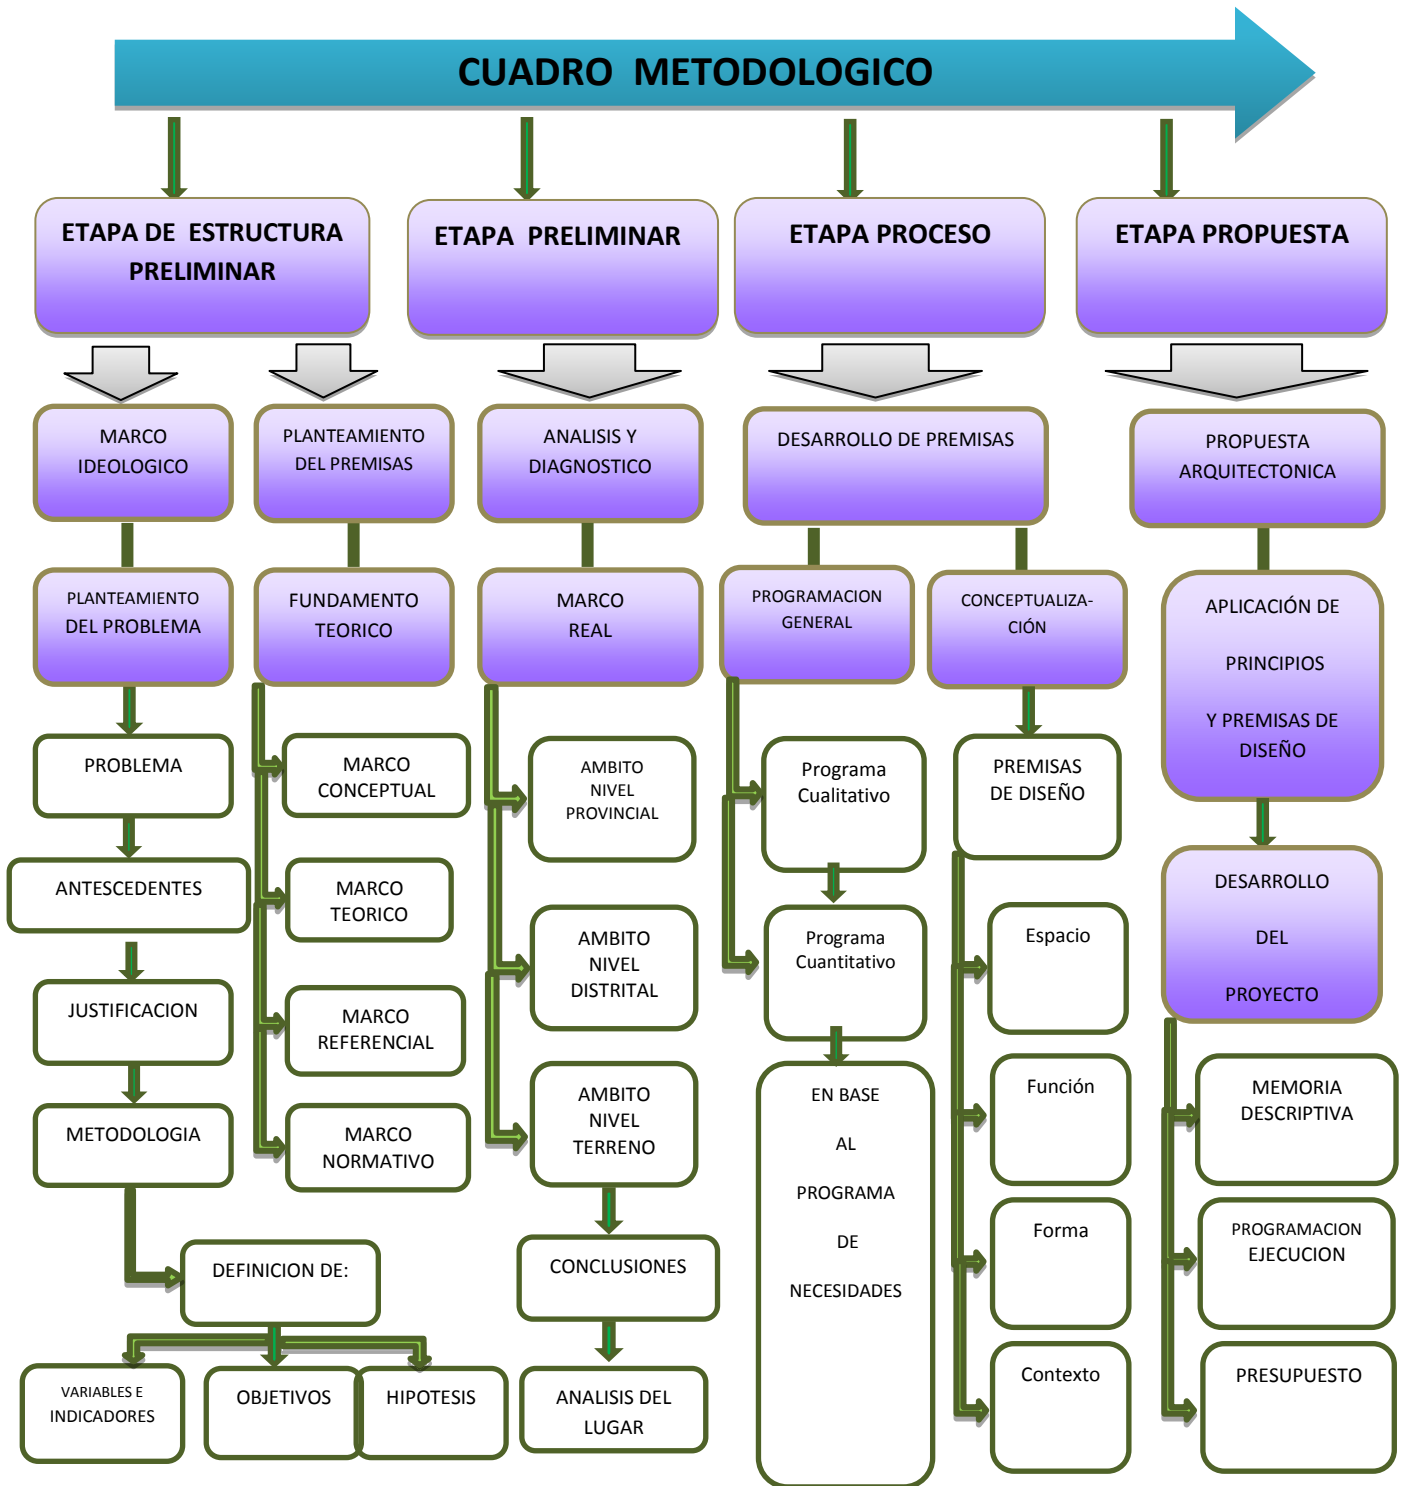 CUADRO METODOLOGICO
ETAPA DE ESTRUCTURA
PRELIMINAR
ETAPA PRELIMINAR
ETAPA PROCESO
ETAPA PROPUESTA
MARCO
IDEOLOGICO
PLANTEAMIENTO
DEL PREMISAS
ANALISIS Y
DIAGNOSTICO
DESARROLLO DE PREMISAS
PROPUESTA
ARQUITECTONICA
PLANTEAMIENTO
DEL PROBLEMA
FUNDAMENTO
TEORICO
MARCO
REAL
PROGRAMACION
GENERAL
CONCEPTUALIZA-
CIÓN
APLICACIÓN DE
PRINCIPIOS
Y PREMISAS DE
DISEÑO
PROBLEMA
MARCO
CONCEPTUAL
AMBITO
NIVEL
PROVINCIAL
Programa
Cualitativo
PREMISAS
DE DISEÑO
ANTESCEDENTES
MARCO
TEORICO
AMBITO
NIVEL
DISTRITAL
Programa
Cuantitativo
Espacio
DESARROLLO
DEL
PROYECTO
JUSTIFICACION
MARCO
REFERENCIAL
METODOLOGIA
MARCO
NORMATIVO
AMBITO
NIVEL
TERRENO
EN BASE
AL
PROGRAMA
DE
NECESIDADES
Función
MEMORIA
DESCRIPTIVA
DEFINICION DE:
CONCLUSIONES
Forma
PROGRAMACION
EJECUCION
VARIABLES E
INDICADORES
OBJETIVOS
HIPOTESIS
ANALISIS DEL
LUGAR
Contexto
PRESUPUESTO